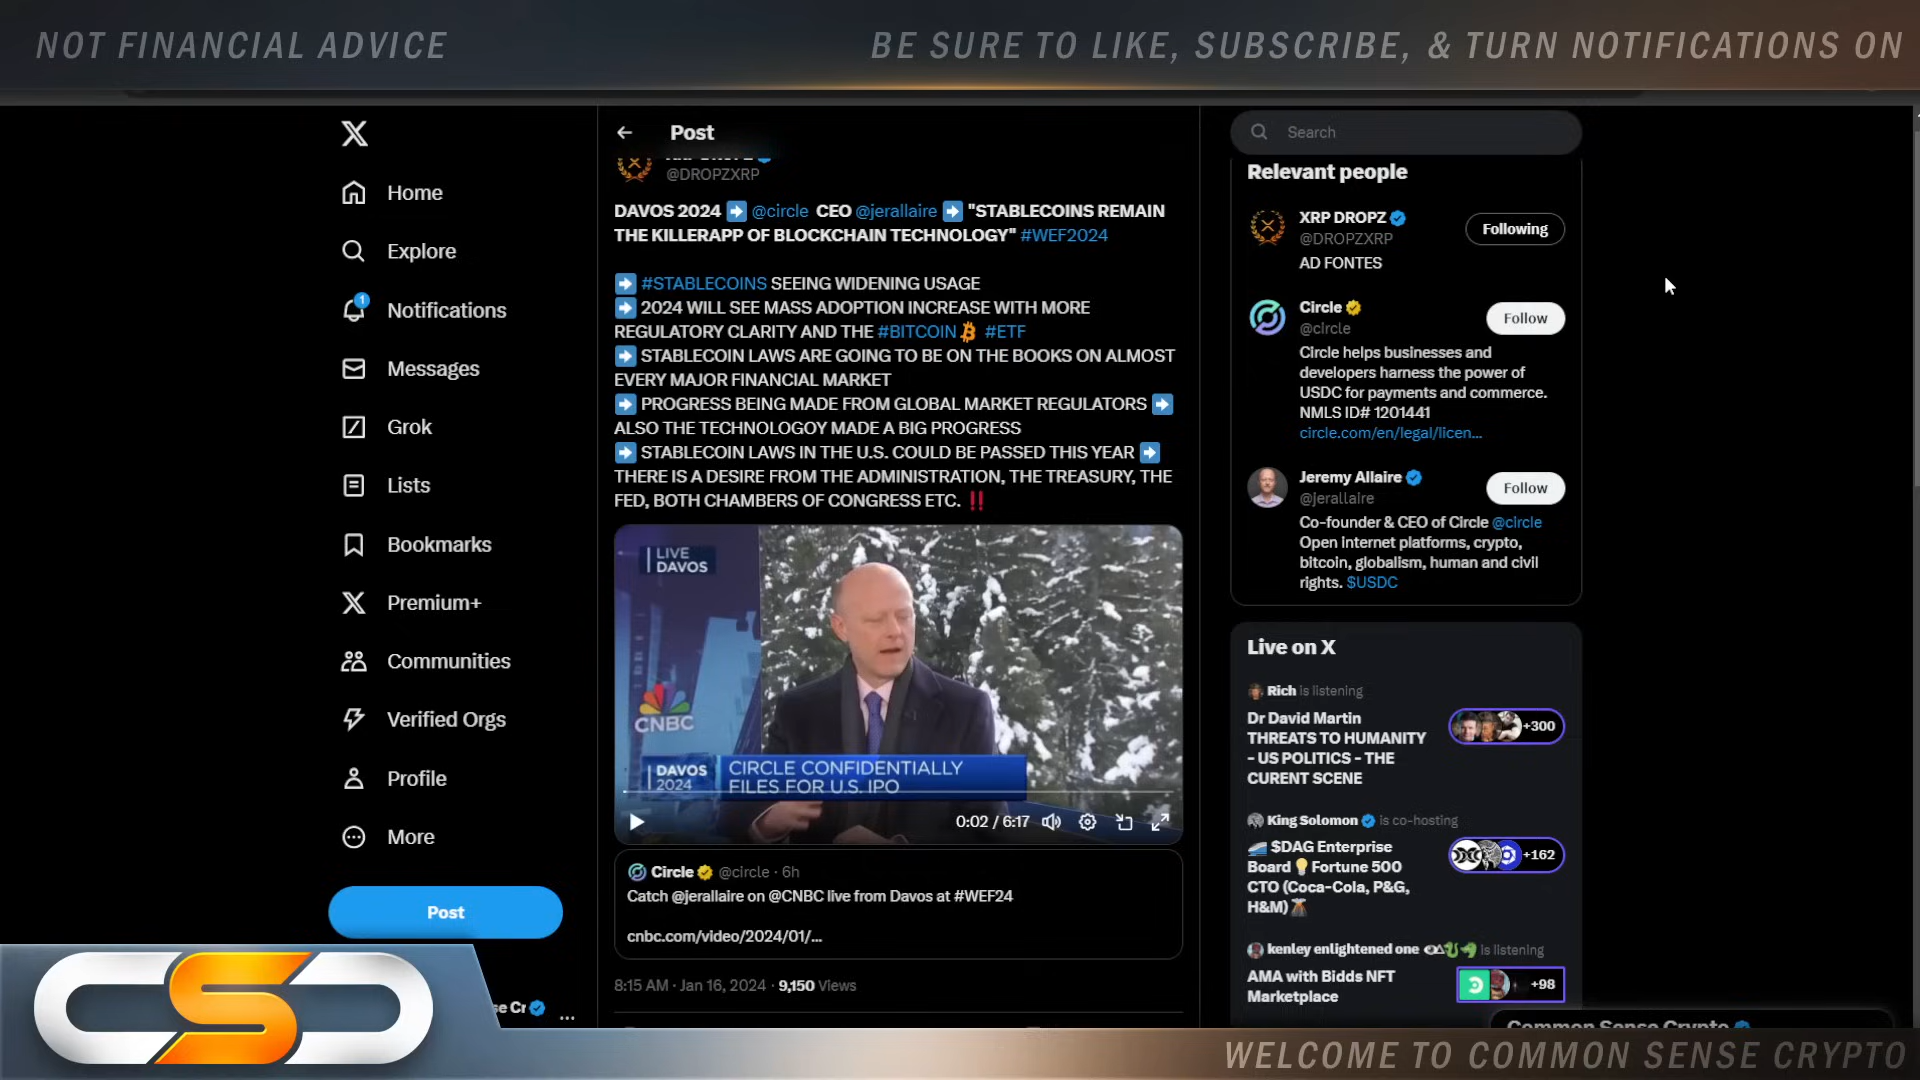 NOT FINANCIAL ADVICE
BE SURE TO LIKE, SUBSCRIBE, & TURN NOTIFICATIONS ON
Home
Explore
1
Notifications
Messages
Grok
Lists
Bookmarks
Premium+
Communities
Verified Orgs
Profile
More
Post
Post
@DROPZXRP
DAVOS 2024 ➡ @circle CEO @jerallaire ➡ "STABLECOINS REMAIN
THE KILLERAPP OF BLOCKCHAIN TECHNOLOGY" #WEF2024
➡ #STABLECOINS SEEING WIDENING USAGE
➡ 2024 WILL SEE MASS ADOPTION INCREASE WITH MORE
REGULATORY CLARITY AND THE #BITCOIN #ETF
➡ STABLECOIN LAWS ARE GOING TO BE ON THE BOOKS ON ALMOST
EVERY MAJOR FINANCIAL MARKET
➡ PROGRESS BEING MADE FROM GLOBAL MARKET REGULATORS ➡
ALSO THE TECHNOLOGOY MADE A BIG PROGRESS
➡ STABLECOIN LAWS IN THE U.S. COULD BE PASSED THIS YEAR ➡
THERE IS A DESIRE FROM THE ADMINISTRATION, THE TREASURY, THE
FED, BOTH CHAMBERS OF CONGRESS ETC. ‼
LIVE
DAVOS
CNBC
DAVOS
2024
CIRCLE CONFIDENTIALLY
FILES FOR U.S. IPO
0:02 / 6:17
Circle @circle · 6h
Catch @jerallaire on @CNBC live from Davos at #WEF24
cnbc.com/video/2024/01/...
8:15 AM · Jan 16, 2024 · 9,150 Views
Search
Relevant people
XRP DROPZ
@DROPZXRP
Following
AD FONTES
Circle
@circle
Follow
Circle helps businesses and
developers harness the power of
USDC for payments and commerce.
NMLS ID# 1201441
circle.com/en/legal/licen...
Jeremy Allaire
@jerallaire
Follow
Co-founder & CEO of Circle @circle
Open internet platforms, crypto,
bitcoin, globalism, human and civil
rights. $USDC
Live on X
Rich is listening
Dr David Martin
THREATS TO HUMANITY
- US POLITICS - THE
CURENT SCENE
+300
King Solomon is co-hosting
$DAG Enterprise
Board Fortune 500
CTO (Coca-Cola, P&G,
H&M)
+162
kenley enlightened one is listening
AMA with Bidds NFT
Marketplace
+98
Common Sense Crypto
CSC
se Cr
...
WELCOME TO COMMON SENSE CRYPTO